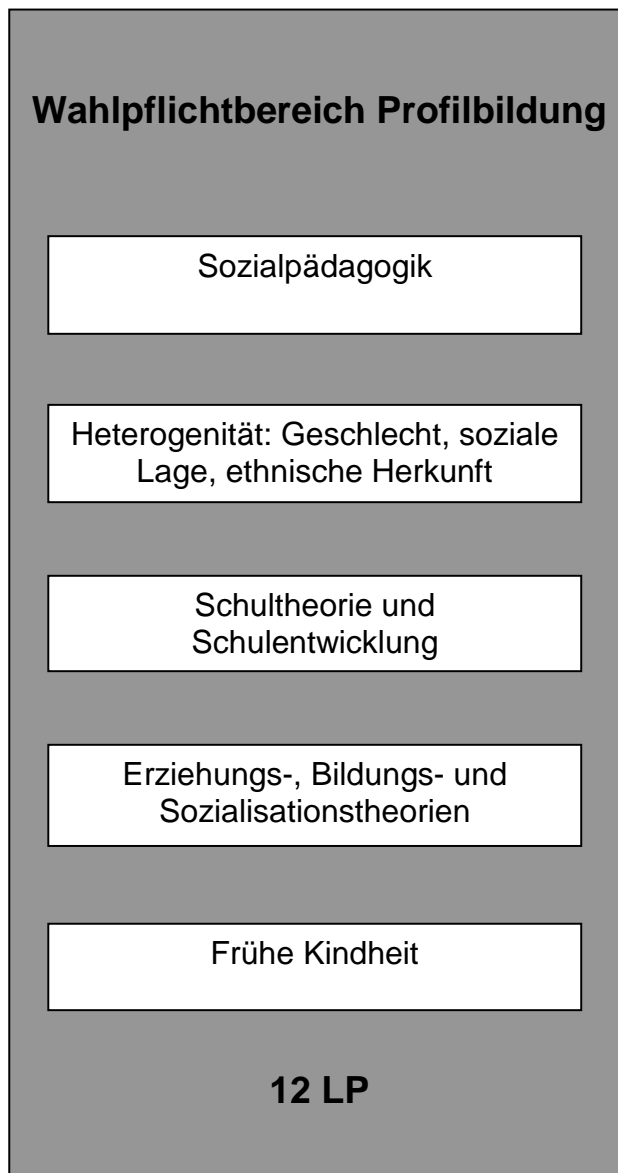 Wahlpflichtbereich Profilbildung
Sozialpädagogik
Heterogenität: Geschlecht, soziale
Lage, ethnische Herkunft
Schultheorie und
Schulentwicklung
Erziehungs-, Bildungs- und
Sozialisationstheorien
Frühe Kindheit
12 LP